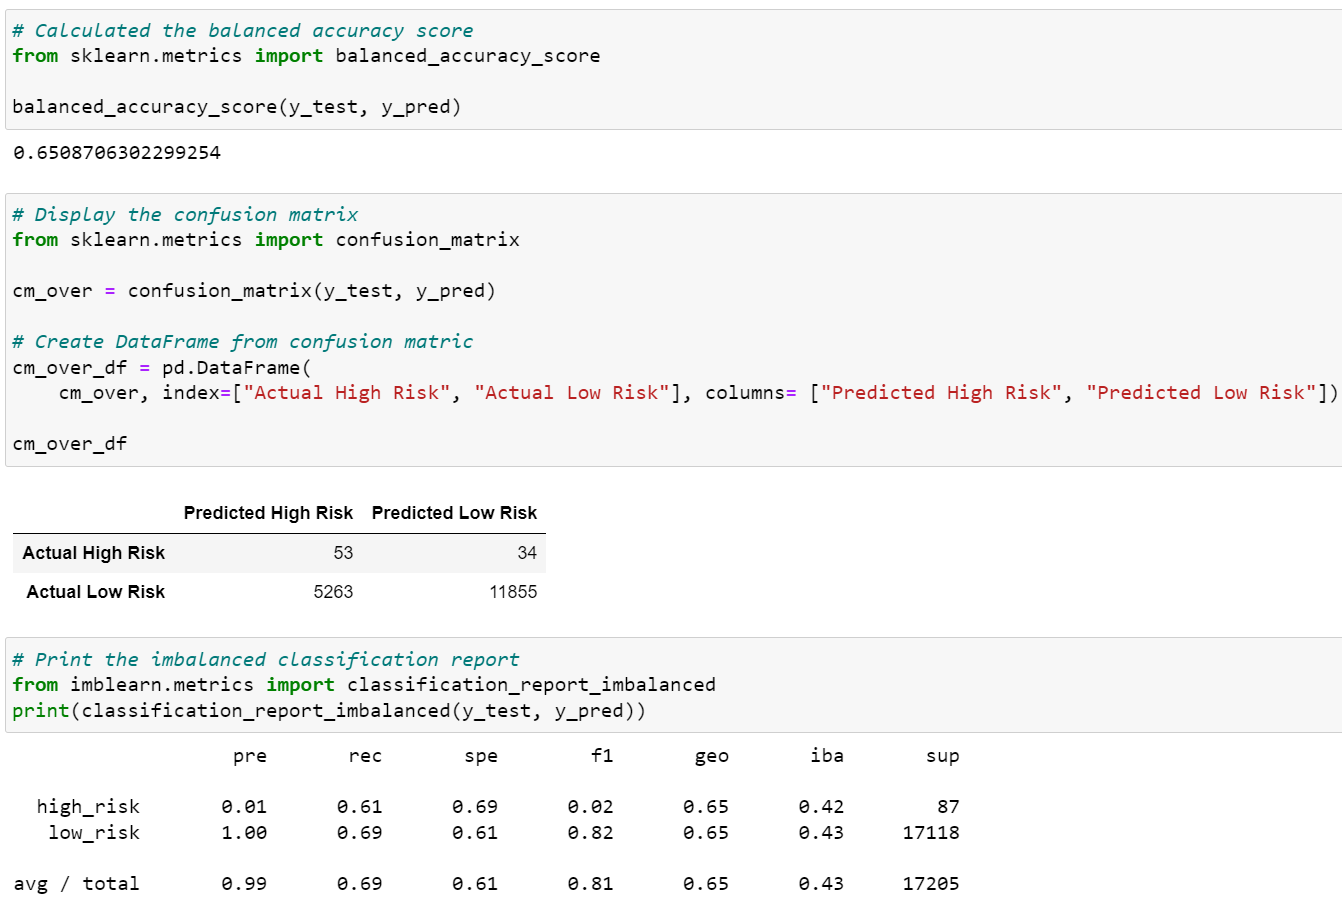 # Calculated the balanced accuracy score
from sklearn.metrics import balanced_accuracy_score
balanced_accuracy_score(y_test, y_pred)
0.6508706302299254
# Display the confusion matrix
from sklearn.metrics import confusion_matrix
cm_over = confusion_matrix(y_test, y_pred)
# Create DataFrame from confusion matric
cm_over_df = pd.DataFrame(
    cm_over, index=["Actual High Risk", "Actual Low Risk"], columns= ["Predicted High Risk", "Predicted Low Risk"])
cm_over_df
Predicted High Risk Predicted Low Risk
Actual High Risk 53 34
Actual Low Risk 5263 11855
# Print the imbalanced classification report
from imblearn.metrics import classification_report_imbalanced
print(classification_report_imbalanced(y_test, y_pred))
pre rec spe f1 geo iba sup
high_risk 0.01 0.61 0.69 0.02 0.65 0.42 87
low_risk 1.00 0.69 0.61 0.82 0.65 0.43 17118
avg / total 0.99 0.69 0.61 0.81 0.65 0.43 17205